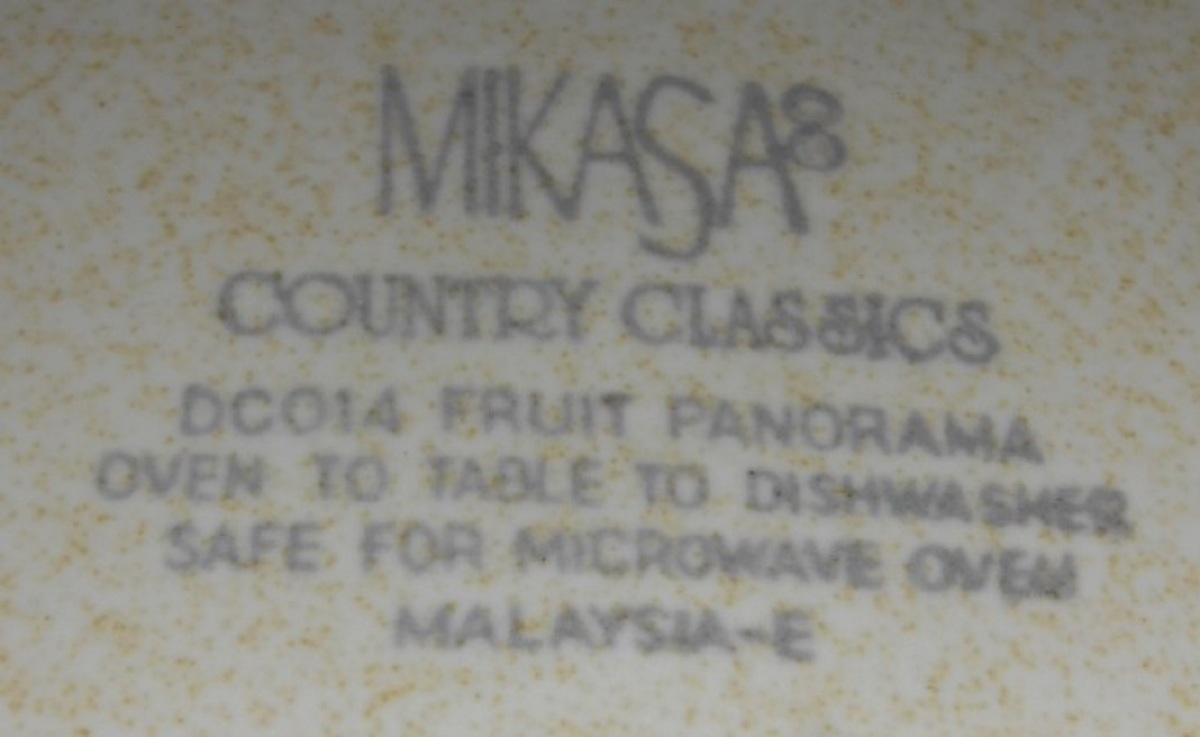 MIKASA®
COUNTRY CLASSICS
DC014 FRUIT PANORAMA
OVEN TO TABLE TO DISHWASHER
SAFE FOR MICROWAVE OVEN
MALAYSIA-E